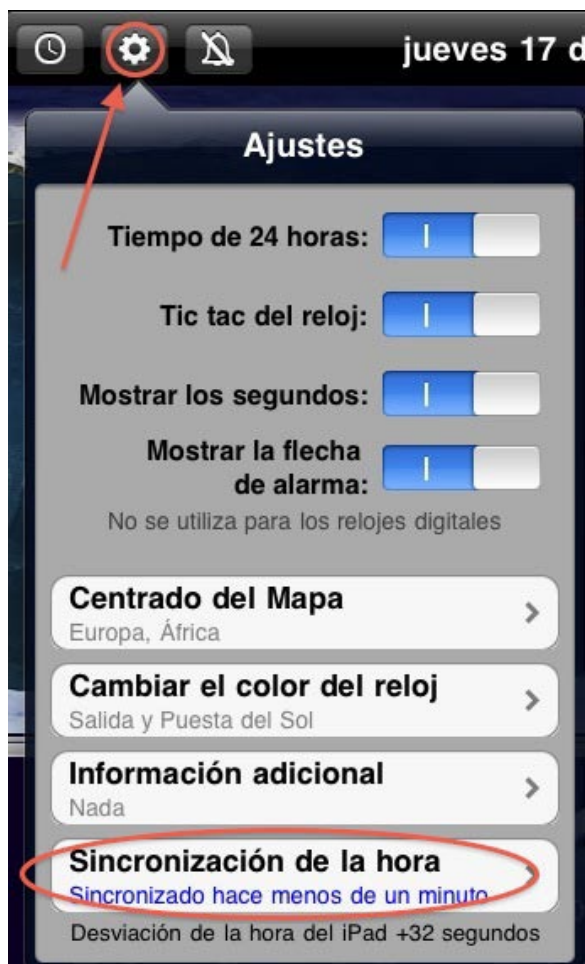 jueves 17 d
Ajustes
Tiempo de 24 horas:
Tic tac del reloj:
Mostrar los segundos:
Mostrar la flecha
de alarma:
No se utiliza para los relojes digitales
Centrado del Mapa
Europa, África
Cambiar el color del reloj
Salida y Puesta del Sol
Información adicional
Nada
Sincronización de la hora
Sincronizado hace menos de un minuto
Desviación de la hora del iPad +32 segundos